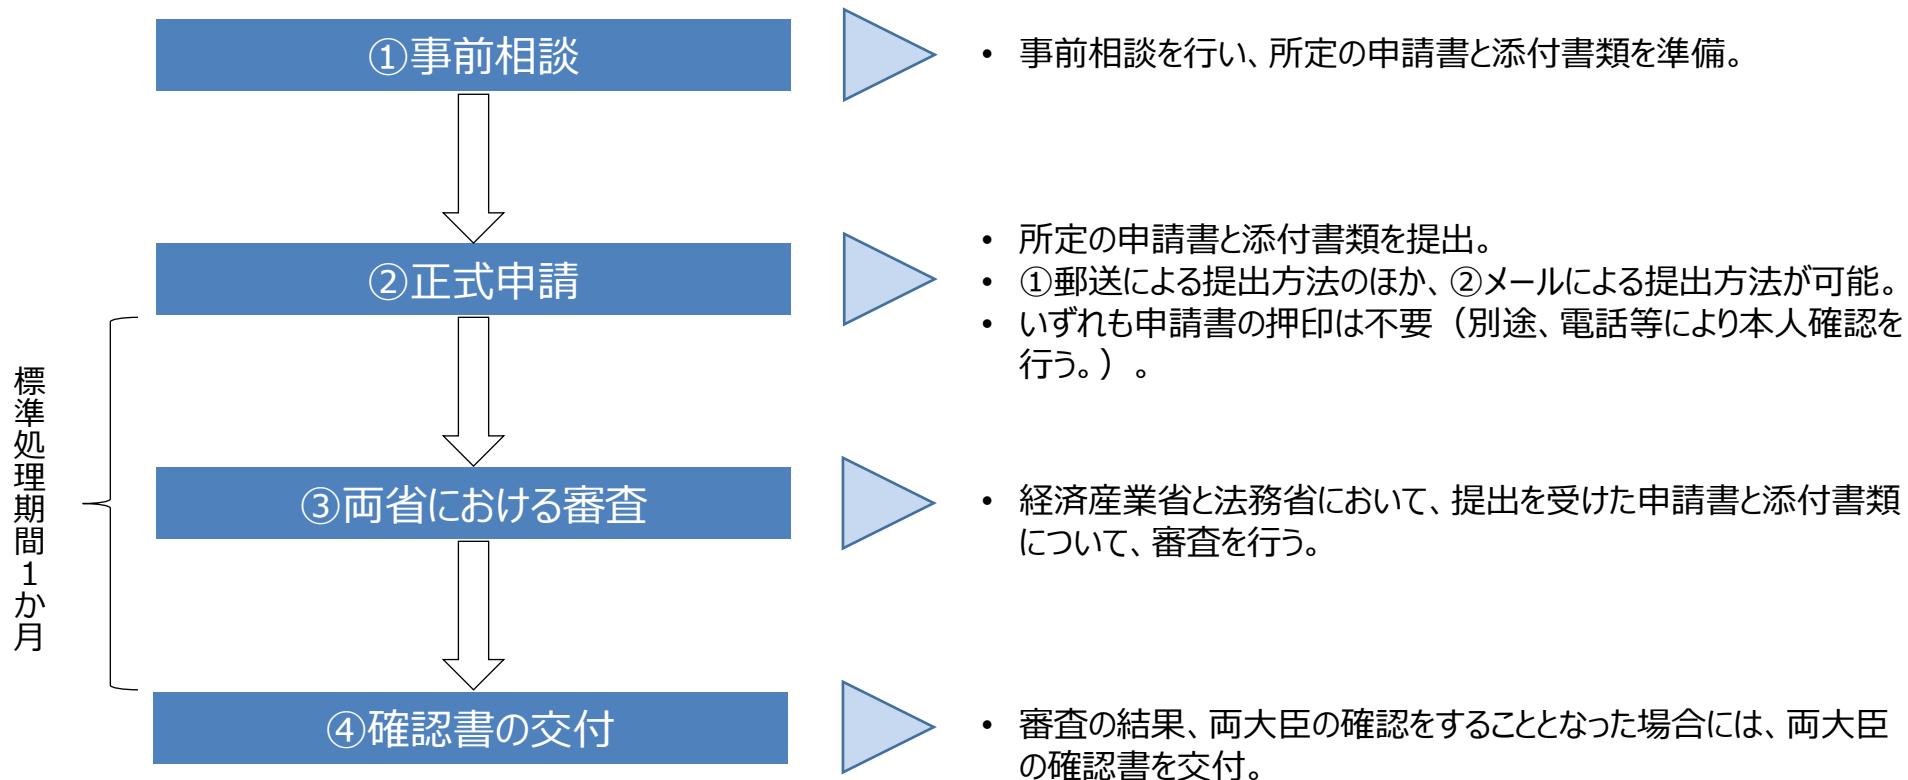 ①事前相談
• 事前相談を行い、所定の申請書と添付書類を準備。
②正式申請
• 所定の申請書と添付書類を提出。
• ①郵送による提出方法のほか、②メールによる提出方法が可能。
• いずれも申請書の押印は不要（別途、電話等により本人確認を
行う。）。
標準処理期間1か月
③両省における審査
• 経済産業省と法務省において、提出を受けた申請書と添付書類
について、審査を行う。
④確認書の交付
• 審査の結果、両大臣の確認をすることとなった場合には、両大臣
の確認書を交付。